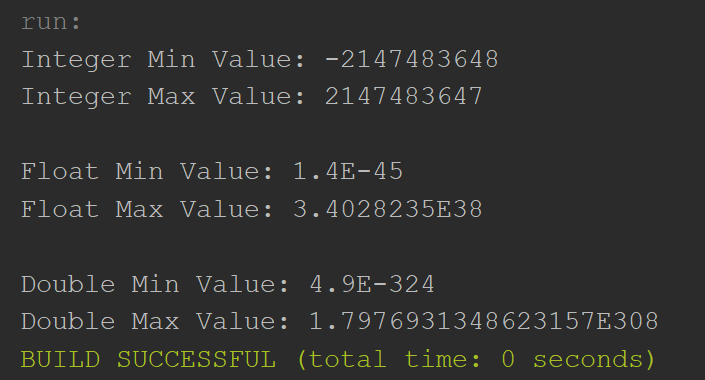 run:
Integer Min Value: -2147483648
Integer Max Value: 2147483647
Float Min Value: 1.4E-45
Float Max Value: 3.4028235E38
Double Min Value: 4.9E-324
Double Max Value: 1.7976931348623157E308
BUILD SUCCESSFUL (total time: 0 seconds)